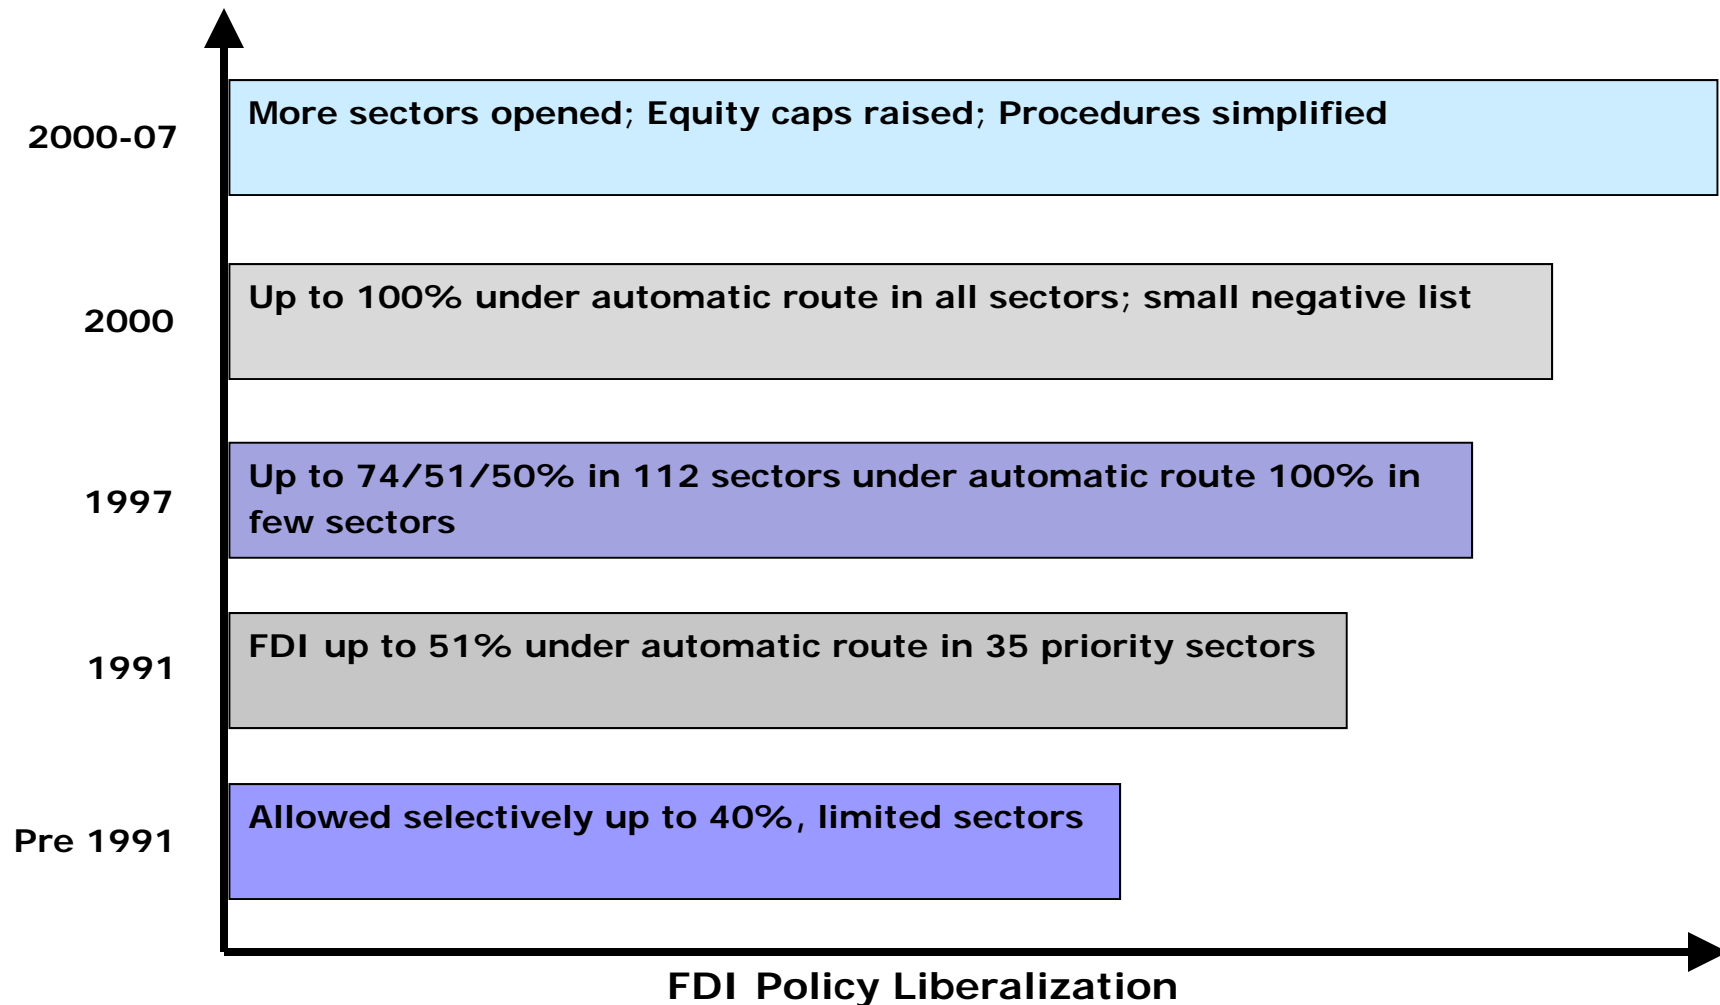 2000-07
More sectors opened; Equity caps raised; Procedures simplified
2000
Up to 100% under automatic route in all sectors; small negative list
1997
Up to 74/51/50% in 112 sectors under automatic route 100% in
few sectors
1991
FDI up to 51% under automatic route in 35 priority sectors
Pre 1991
Allowed selectively up to 40%, limited sectors
FDI Policy Liberalization